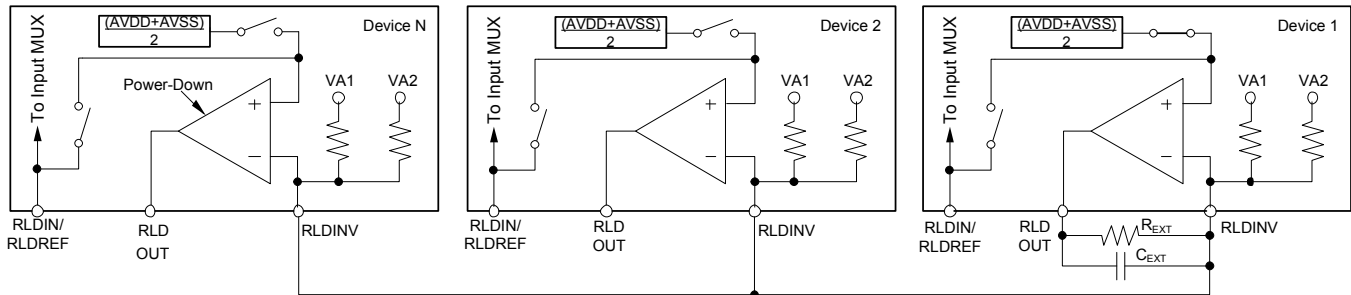 To Input MUX
(AVDD+AVSS)
2
Device N
Power-Down
+
−
VA1
VA2
RLDIN/
RLDREF
RLD
OUT
RLDINV
To Input MUX
(AVDD+AVSS)
2
Device 2
+
−
VA1
VA2
RLDIN/
RLDREF
RLD
OUT
RLDINV
To Input MUX
(AVDD+AVSS)
2
Device 1
+
−
VA1
VA2
RLDIN/
RLDREF
RLD
OUT
RLDINV
REXT
CEXT